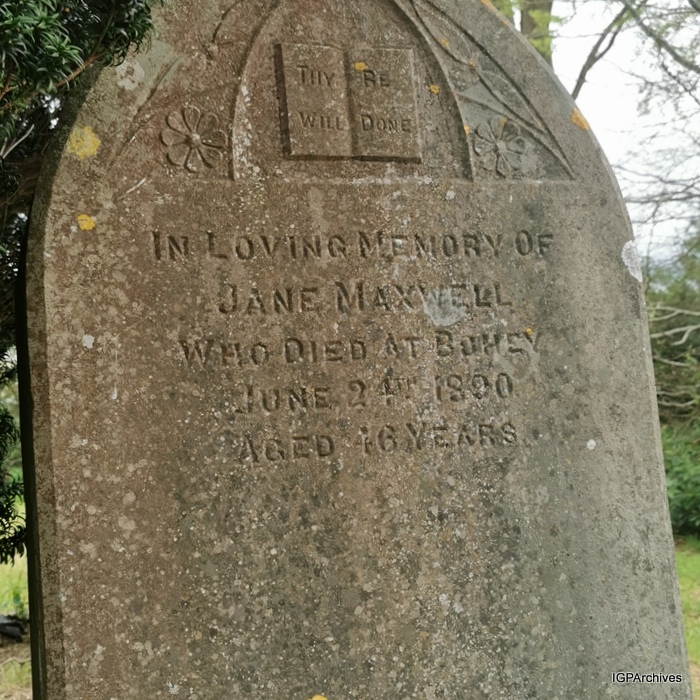 THY BE
WILL DONE
IN LOVING MEMORY OF
JANE MAXWELL
WHO DIED AT BOHEY
JUNE 24TH 1890
AGED 46 YEARS
IGPArchives